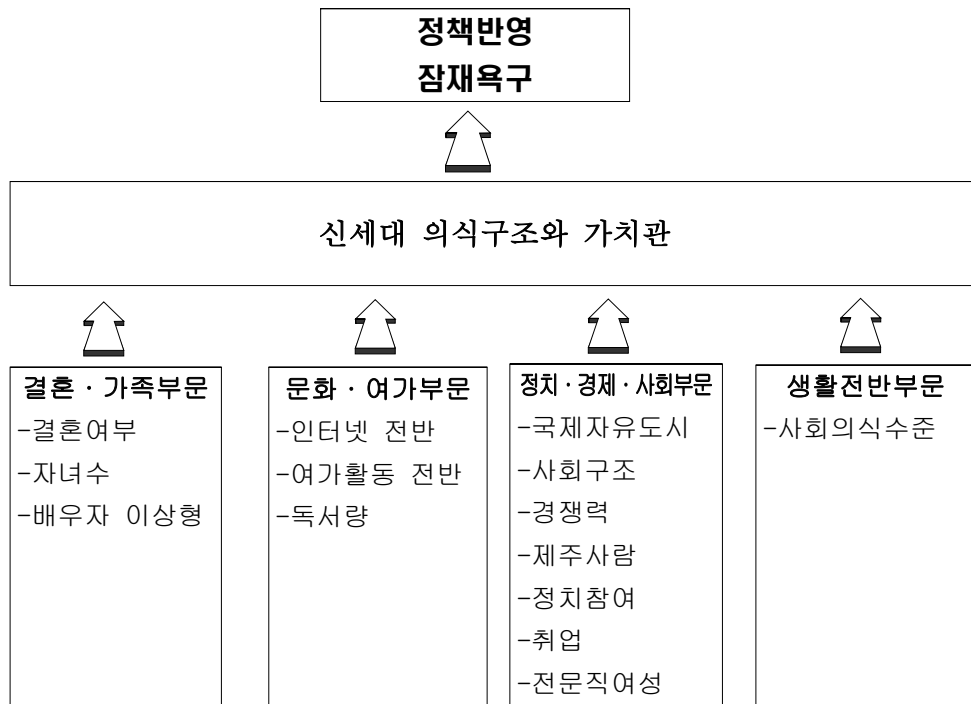 정책반영
잠재욕구
신세대 의식구조와 가치관
결혼 · 가족부문
-결혼여부
-자녀수
-배우자 이상형
문화 · 여가부문
-인터넷 전반
-여가활동 전반
-독서량
정치 · 경제 · 사회부문
-국제자유도시
-사회구조
-경쟁력
-제주사람
-정치참여
-취업
-전문직여성
생활전반부문
-사회의식수준